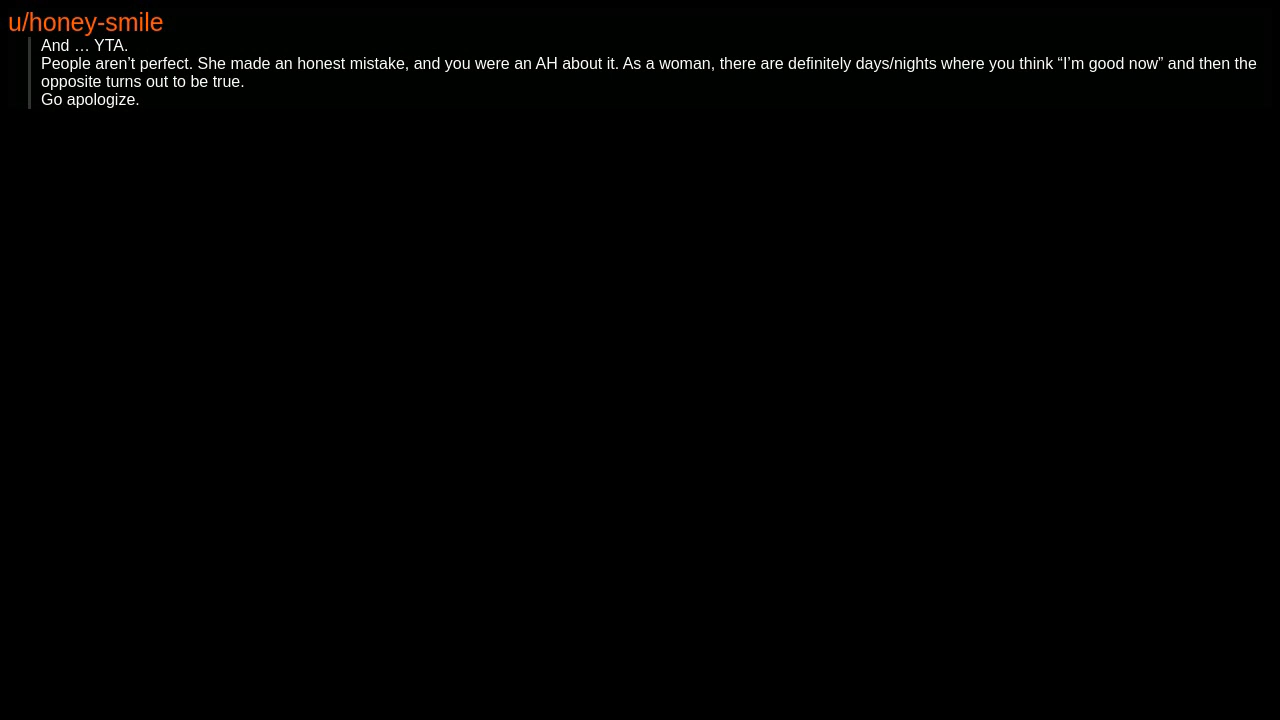 u/honey-smile
And … YTA.
People aren’t perfect. She made an honest mistake, and you were an AH about it. As a woman, there are definitely days/nights where you think “I’m good now” and then the
opposite turns out to be true.
Go apologize.